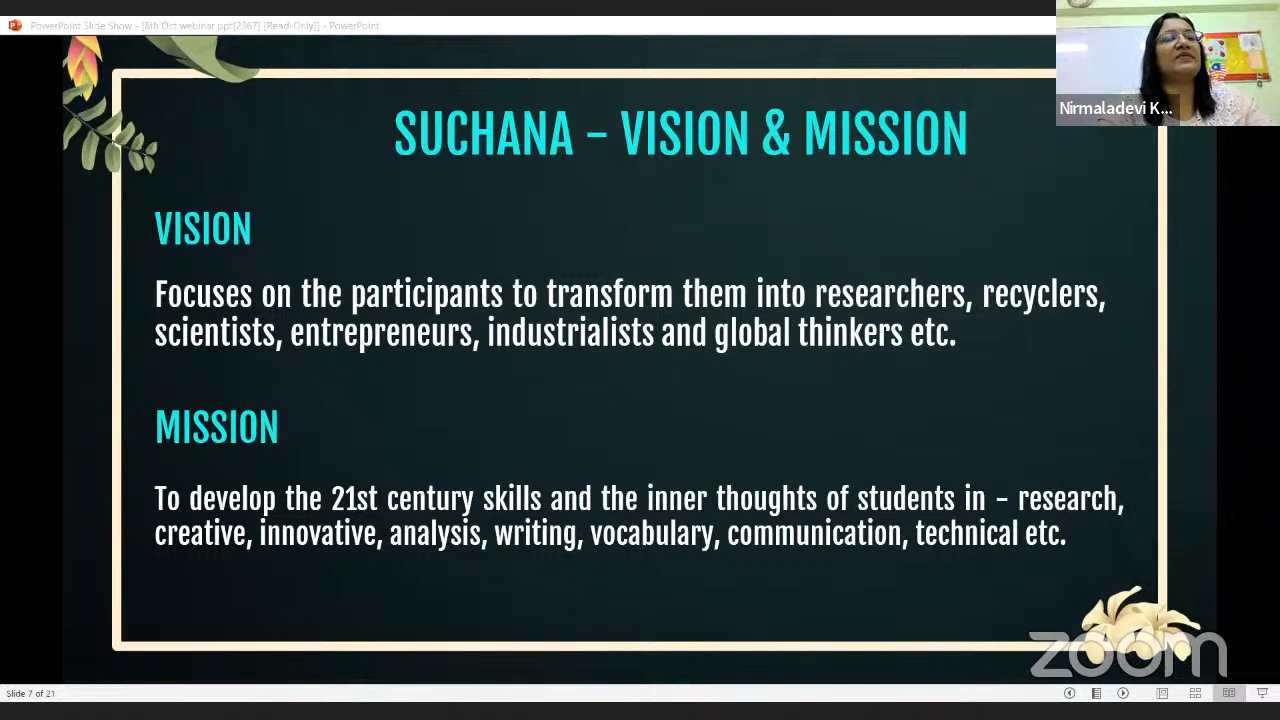 PowerPoint Slide Show - [8th Oct webinar ppt[2367] [Read-Only]] - PowerPoint
Nirmaladevi K...
SUCHANA - VISION & MISSION
VISION
Focuses on the participants to transform them into researchers, recyclers,
scientists, entrepreneurs, industrialists and global thinkers etc.
MISSION
To develop the 21st century skills and the inner thoughts of students in - research,
creative, innovative, analysis, writing, vocabulary, communication, technical etc.
zoom
Slide 7 of 21